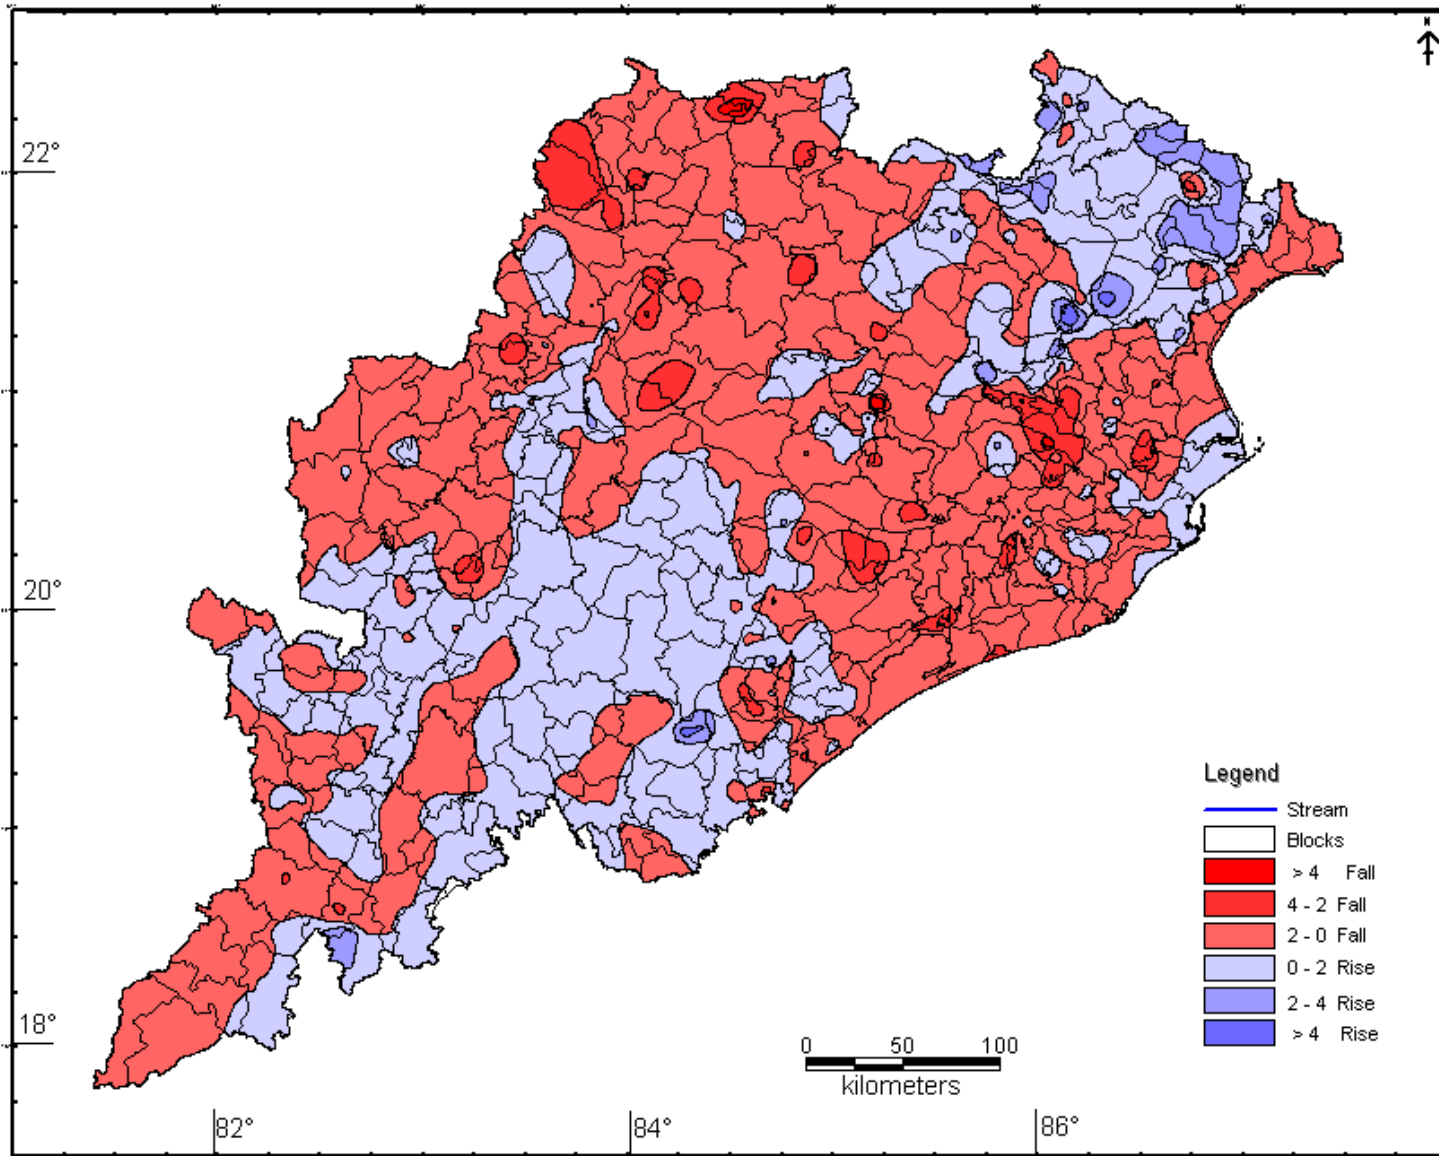 N
22°
20°
18°
82°
84°
86°
Legend
Stream
Blocks
> 4 Fall
4 - 2 Fall
2 - 0 Fall
0 - 2 Rise
2 - 4 Rise
> 4 Rise
0 50 100
kilometers